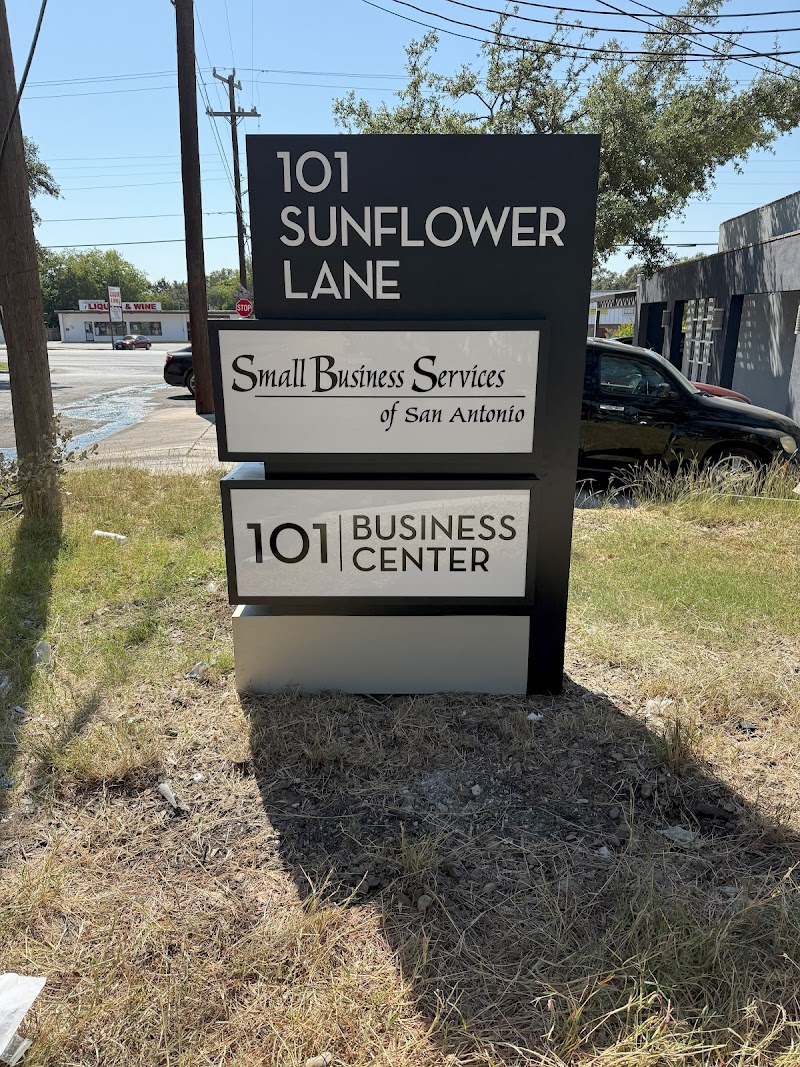 101
SUNFLOWER
LANE
Small Business Services
of San Antonio
101 BUSINESS
CENTER
LIQUOR & WINE
STOP